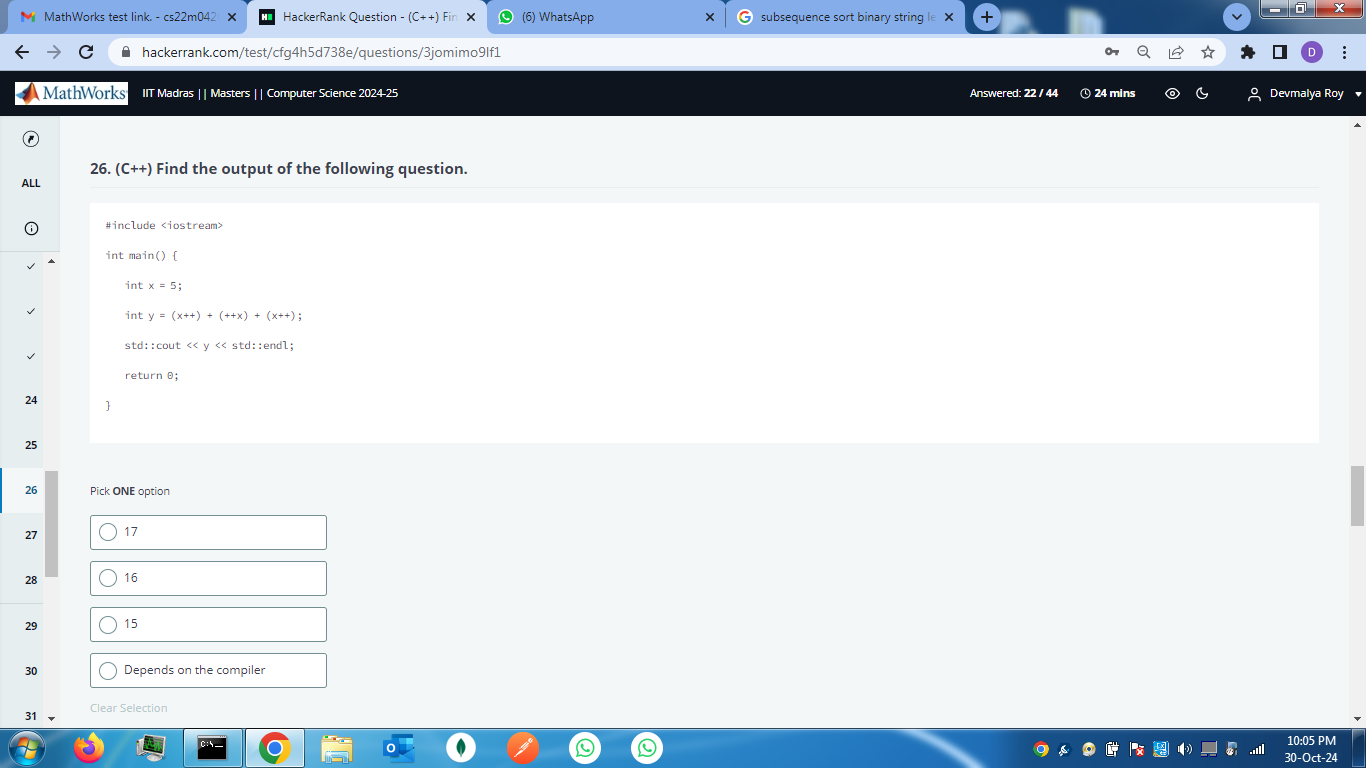 MathWorks test link. - cs22m042
HackerRank Question - (C++) Fin
(6) WhatsApp
subsequence sort binary string le
hackerrank.com/test/cfg4h5d738e/questions/3jomimo9lf1
D
MathWorks
IIT Madras || Masters || Computer Science 2024-25
Answered: 22 / 44
24 mins
Devmalya Roy
ALL
24
25
26
27
28
29
30
31
26. (C++) Find the output of the following question.
#include <iostream>
int main() {
int x = 5;
int y = (x++) + (++x) + (x++);
std::cout << y << std::endl;
return 0;
}
Pick ONE option
17
16
15
Depends on the compiler
Clear Selection
10:05 PM
30-Oct-24